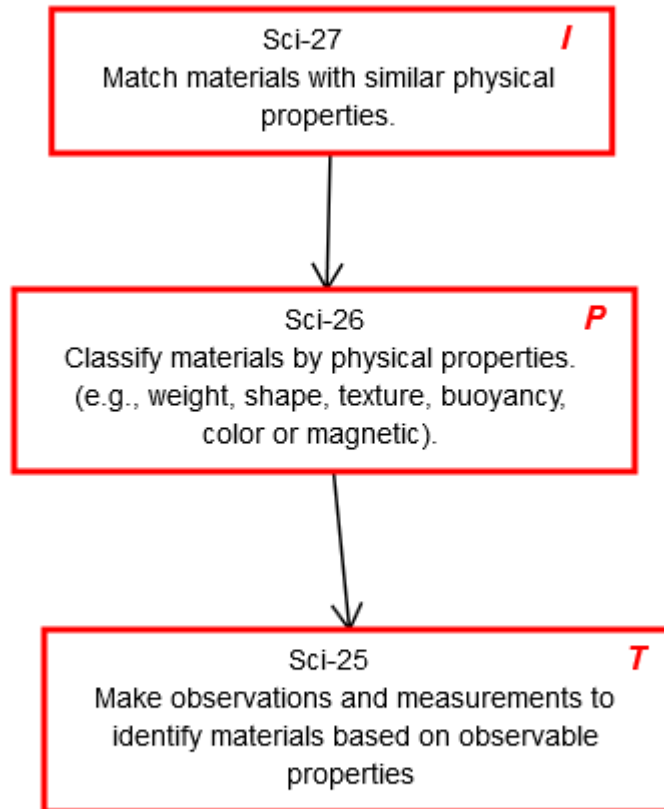 Sci-27 I
Match materials with similar physical
properties.
Sci-26 P
Classify materials by physical properties.
(e.g., weight, shape, texture, buoyancy,
color or magnetic).
Sci-25 T
Make observations and measurements to
identify materials based on observable
properties